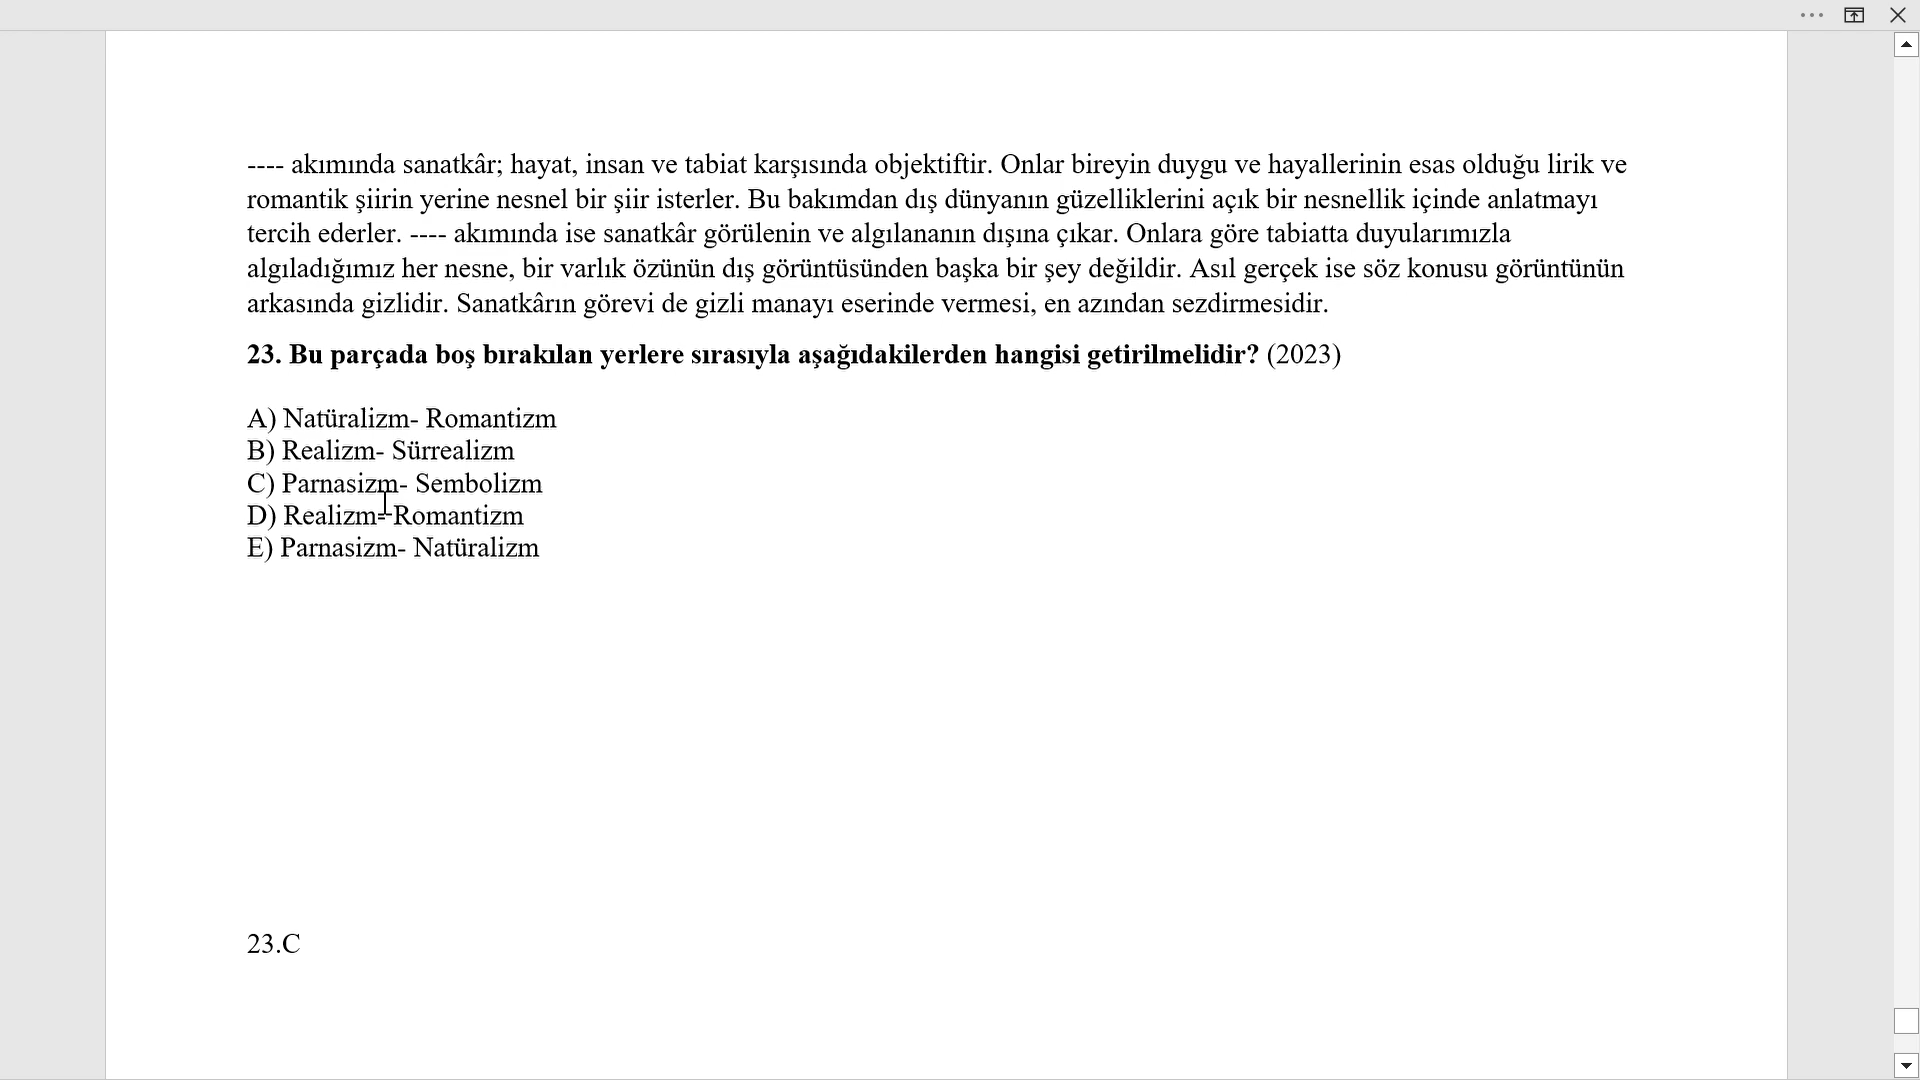 ---- akımında sanatkâr; hayat, insan ve tabiat karşısında objektiftir. Onlar bireyin duygu ve hayallerinin esas olduğu lirik ve
romantik şiirin yerine nesnel bir şiir isterler. Bu bakımdan dış dünyanın güzelliklerini açık bir nesnellik içinde anlatmayı
tercih ederler. ---- akımında ise sanatkâr görülenin ve algılananın dışına çıkar. Onlara göre tabiatta duyularımızla
algıladığımız her nesne, bir varlık özünün dış görüntüsünden başka bir şey değildir. Asıl gerçek ise söz konusu görüntünün
arkasında gizlidir. Sanatkârın görevi de gizli manayı eserinde vermesi, en azından sezdirmesidir.
23. Bu parçada boş bırakılan yerlere sırasıyla aşağıdakilerden hangisi getirilmelidir? (2023)
A) Natüralizm- Romantizm
B) Realizm- Sürrealizm
C) Parnasizm- Sembolizm
D) Realizm- Romantizm
E) Parnasizm- Natüralizm
23.C